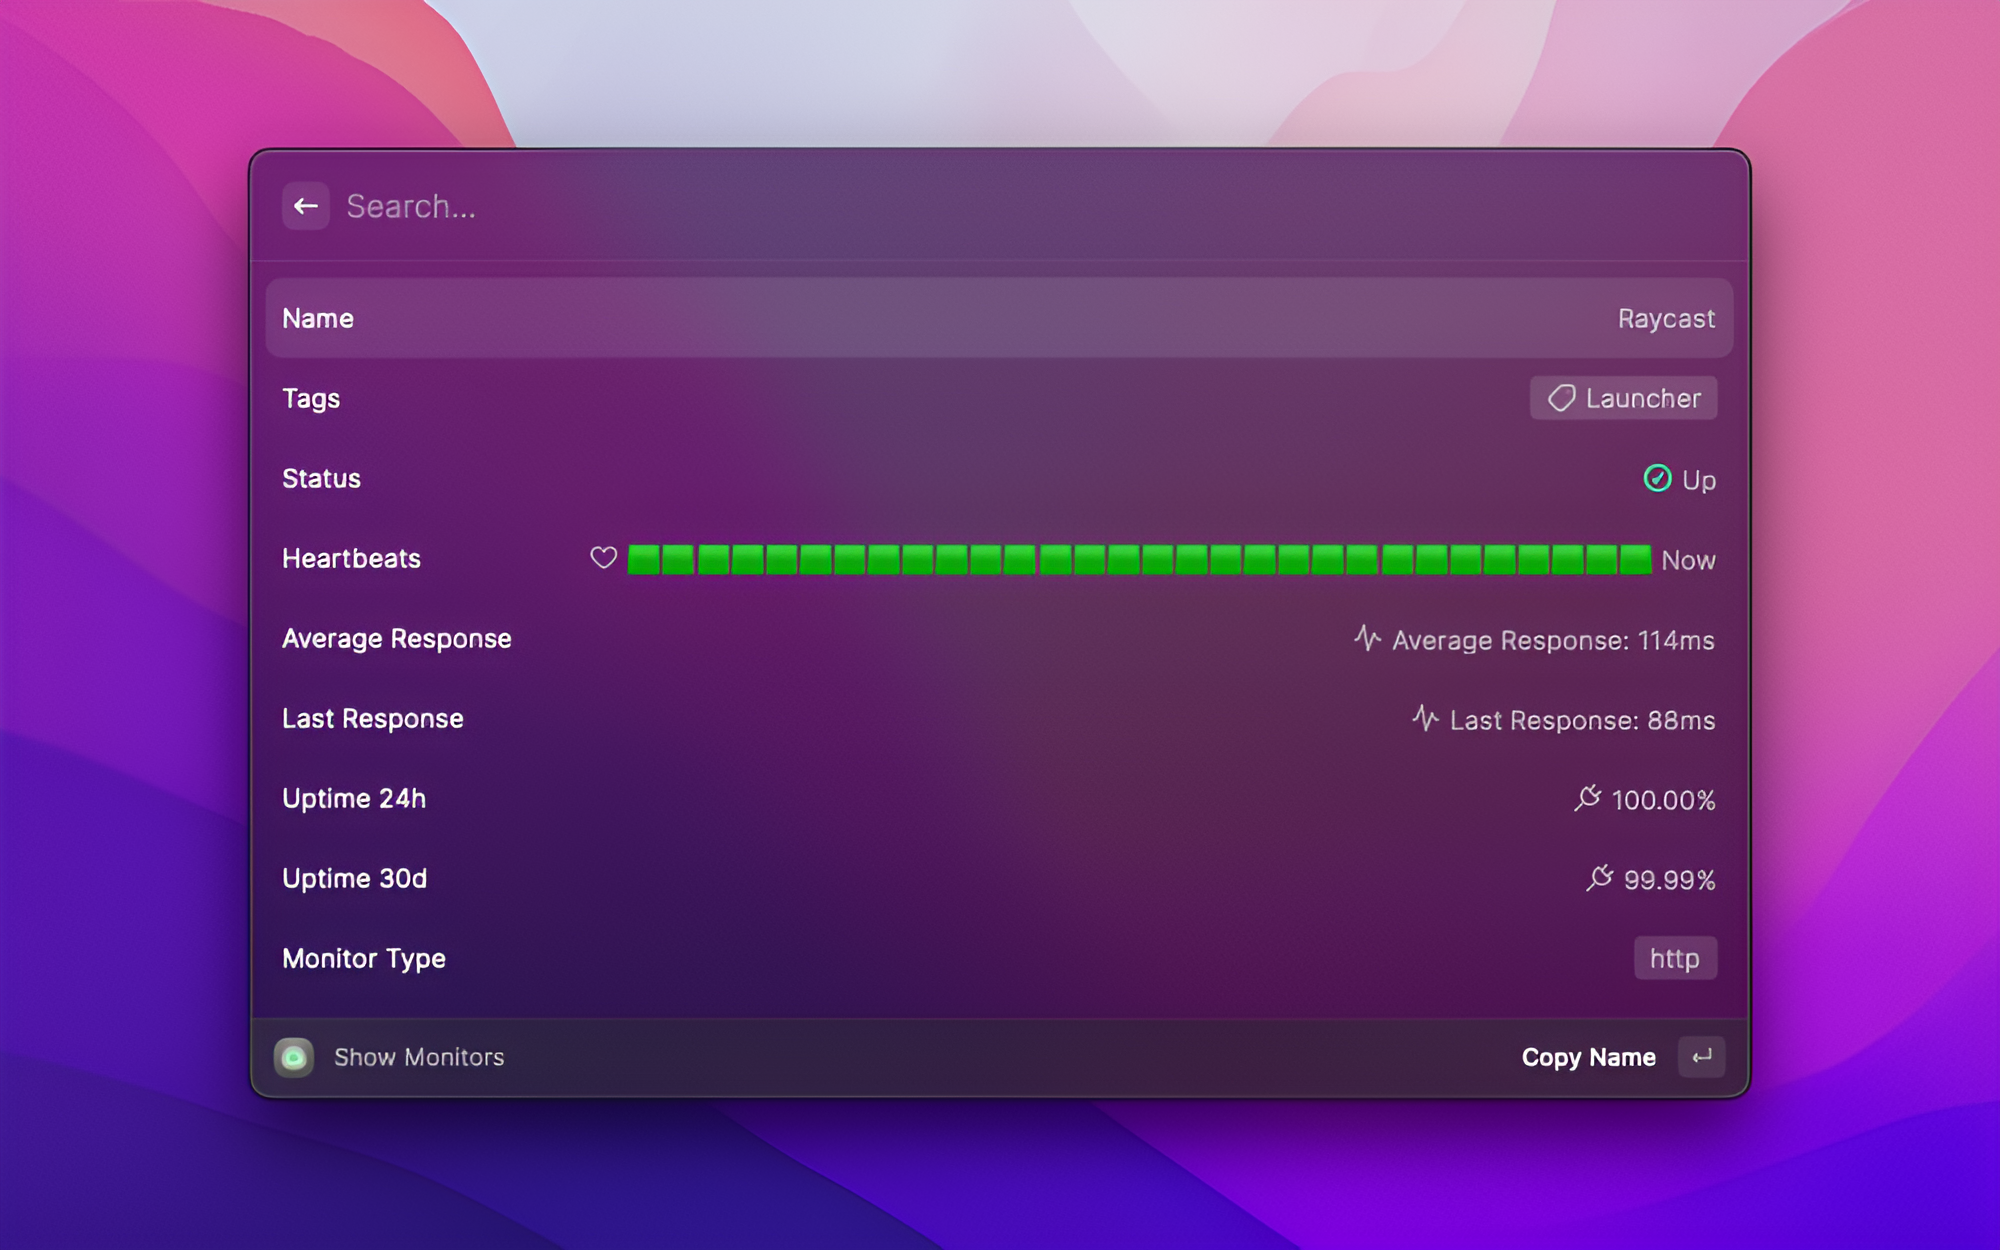 Search...
Name Raycast
Tags Launcher
Status Up
Heartbeats Now
Average Response Average Response: 114ms
Last Response Last Response: 88ms
Uptime 24h 100.00%
Uptime 30d 99.99%
Monitor Type http
Show Monitors Copy Name